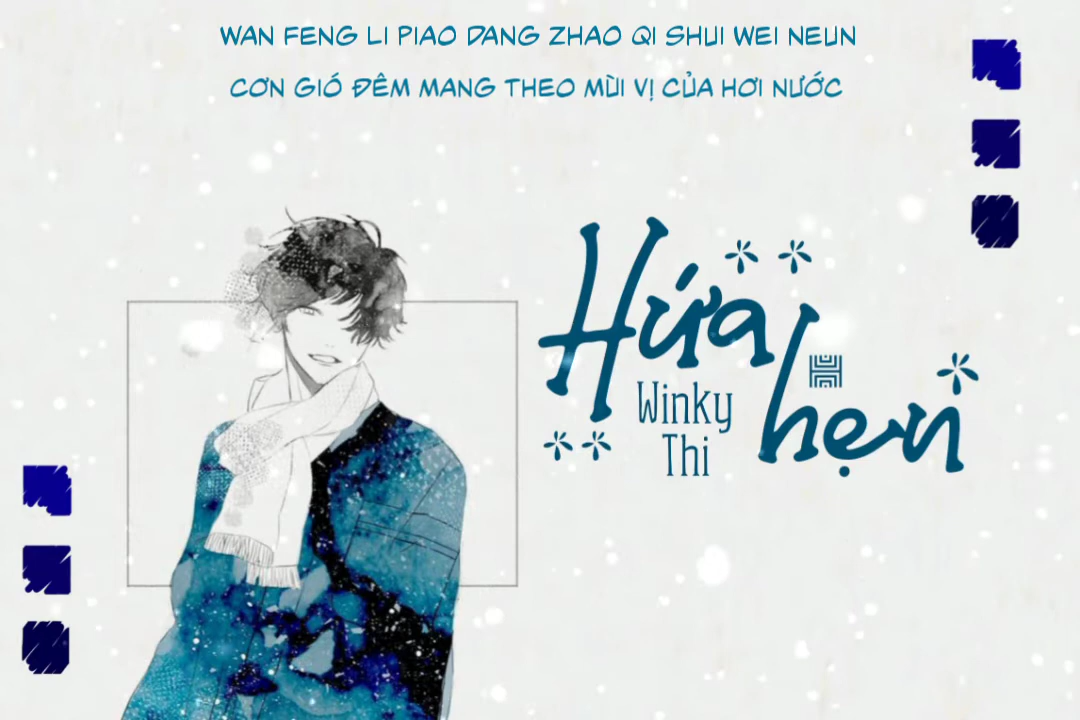 WAN FENG LI PIAO DANG ZHAO QI SHUI WEI NEUN
CƠN GIÓ ĐÊM MANG THEO MÙI VỊ CỦA HƠI NƯỚC
Hứa
hẹn
Winky
Thi